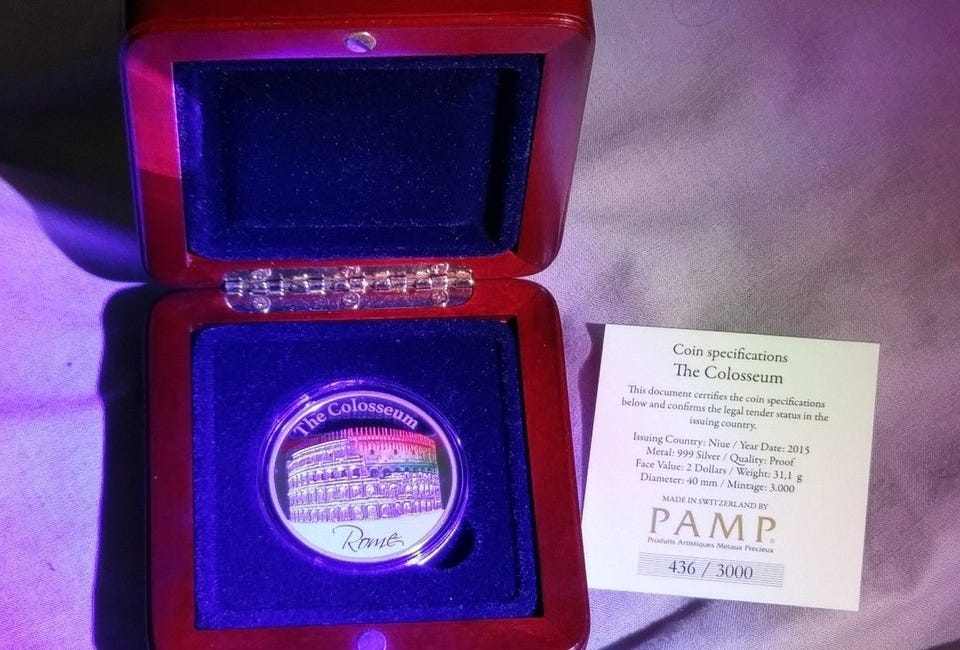 The Colosseum
Rome
Coin specifications
The Colosseum
This document certifies the coin specifications
below and confirms the legal tender status in the
issuing country.
Issuing Country: Niue / Year Date: 2015
Metal: 999 Silver / Quality: Proof
Face Value: 2 Dollars / Weight: 31,1 g
Diameter: 40 mm / Mintage: 3.000
MADE IN SWITZERLAND BY
PAMP®
Produits Artistiques Metaux Precieux
436 / 3000